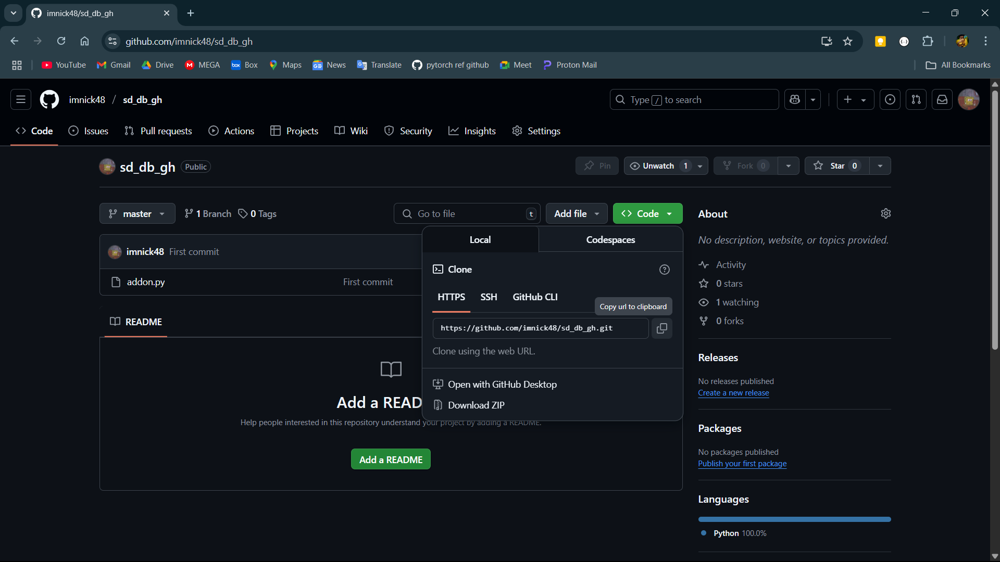 imnick48/sd_db_gh
github.com/imnick48/sd_db_gh
YouTube
Gmail
Drive
MEGA
box Box
Maps
News
Translate
pytorch ref github
Meet
Proton Mail
All Bookmarks
imnick48 / sd_db_gh
Type / to search
Code
Issues
Pull requests
Actions
Projects
Wiki
Security
Insights
Settings
sd_db_gh Public
Pin
Unwatch 1
Fork 0
Star 0
master
1 Branch
0 Tags
Go to file t
Add file
Code
imnick48 First commit
addon.py First commit
README
Add a READ
Help people interested in this repository understand your project by adding a README.
Add a README
Local
Codespaces
Clone
HTTPS
SSH
GitHub CLI
Copy url to clipboard
https://github.com/imnick48/sd_db_gh.git
Clone using the web URL.
Open with GitHub Desktop
Download ZIP
About
No description, website, or topics provided.
Activity
0 stars
1 watching
0 forks
Releases
No releases published
Create a new release
Packages
No packages published
Publish your first package
Languages
Python 100.0%